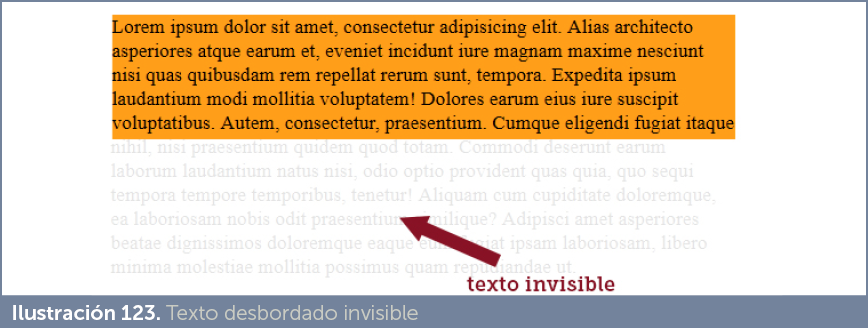 Lorem ipsum dolor sit amet, consectetur adipisicing elit. Alias architecto
asperiores atque earum et, eveniet incidunt iure magnam maxime nesciunt
nisi quas quibusdam rem repellat rerum sunt, tempora. Expedita ipsum
laudantium modi mollitia voluptatem! Dolores earum eius iure suscipit
voluptatibus. Autem, consectetur, praesentium. Cumque eligendi fugiat itaque
nihil, nisi praesentium quidem quod totam. Commodi deserunt earum
laborum laudantium natus nisi, odio optio provident quas quia, quo sequi
tempora tempore temporibus, tenetur! Aliquam cum cupiditate doloremque,
ea laboriosam nobis odit praesentium similique? Adipisci amet asperiores
beatae dignissimos doloremque eaque fugiat ipsam laboriosam, libero
minima molestiae mollitia possimus quam repudiandae ut
texto invisible
Ilustración 123. Texto desbordado invisible